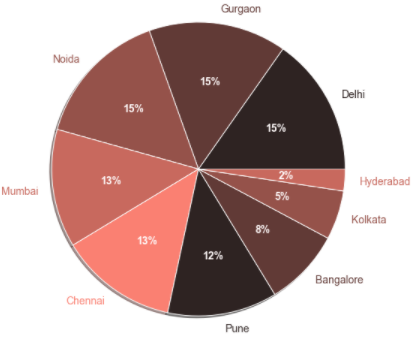 Gurgaon
Noida
15%
Delhi
15%
15%
Mumbai
13%
2%
Hyderabad
5%
Kolkata
13%
12%
8%
Bangalore
Chennai
Pune